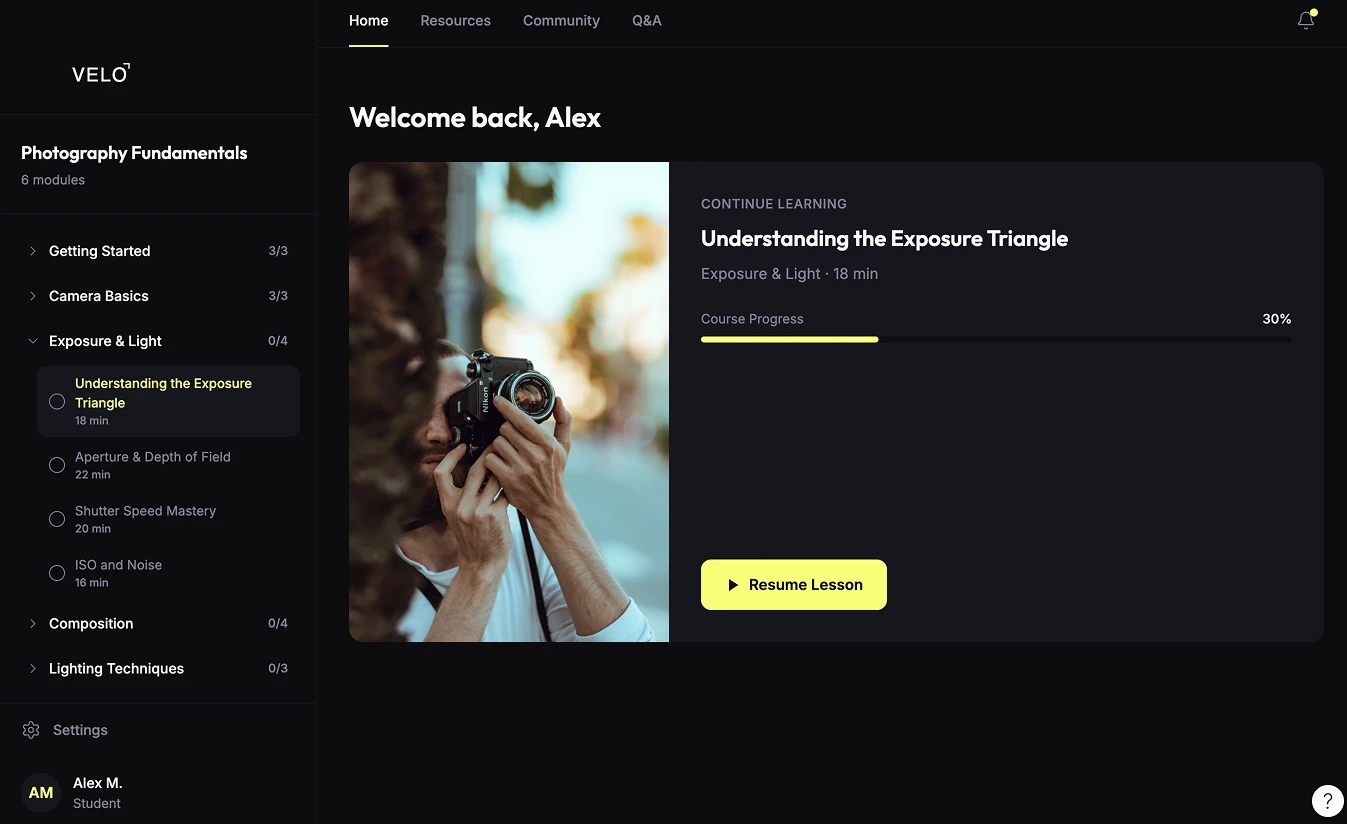 VELO
Photography Fundamentals
6 modules
Getting Started 3/3
Camera Basics 3/3
Exposure & Light 0/4
Understanding the Exposure
Triangle
18 min
Aperture & Depth of Field
22 min
Shutter Speed Mastery
20 min
ISO and Noise
16 min
Composition 0/4
Lighting Techniques 0/3
Settings
AM
Alex M.
Student
Home Resources Community Q&A
Welcome back, Alex
Nikon
CONTINUE LEARNING
Understanding the Exposure Triangle
Exposure & Light · 18 min
Course Progress 30%
Resume Lesson
?